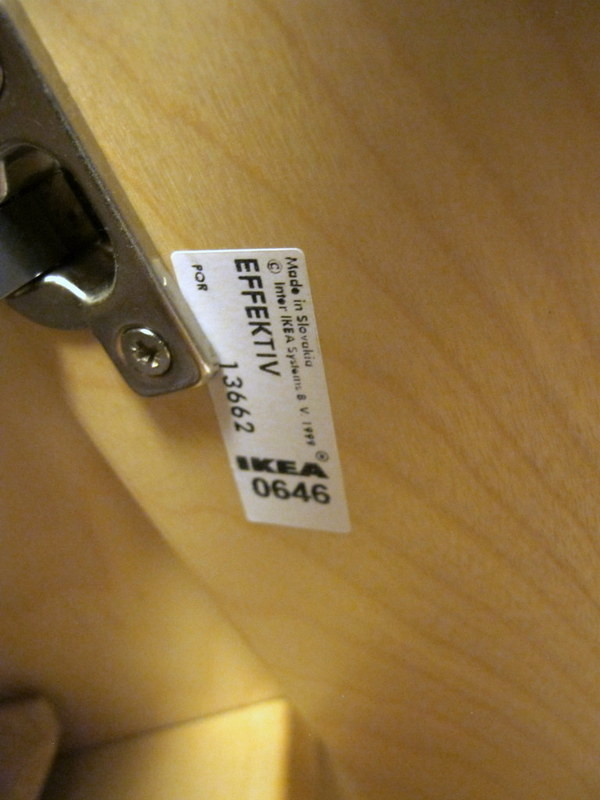 Made in Slovakia
© Inter IKEA Systems B.V. 1999
EFFEKTIV
POR
13662
IKEA®
0646